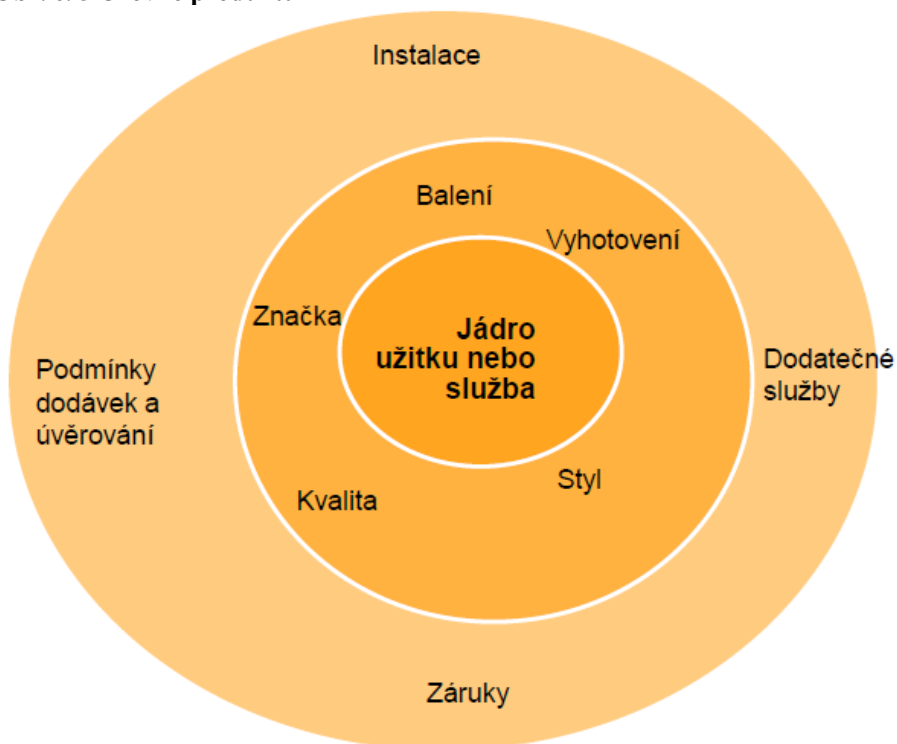 Instalace
Balení
Vyhotovení
Značka
Jádro
užitku nebo
služba
Podmínky
dodávek a
úvěrování
Dodatečné
služby
Kvalita
Styl
Záruky